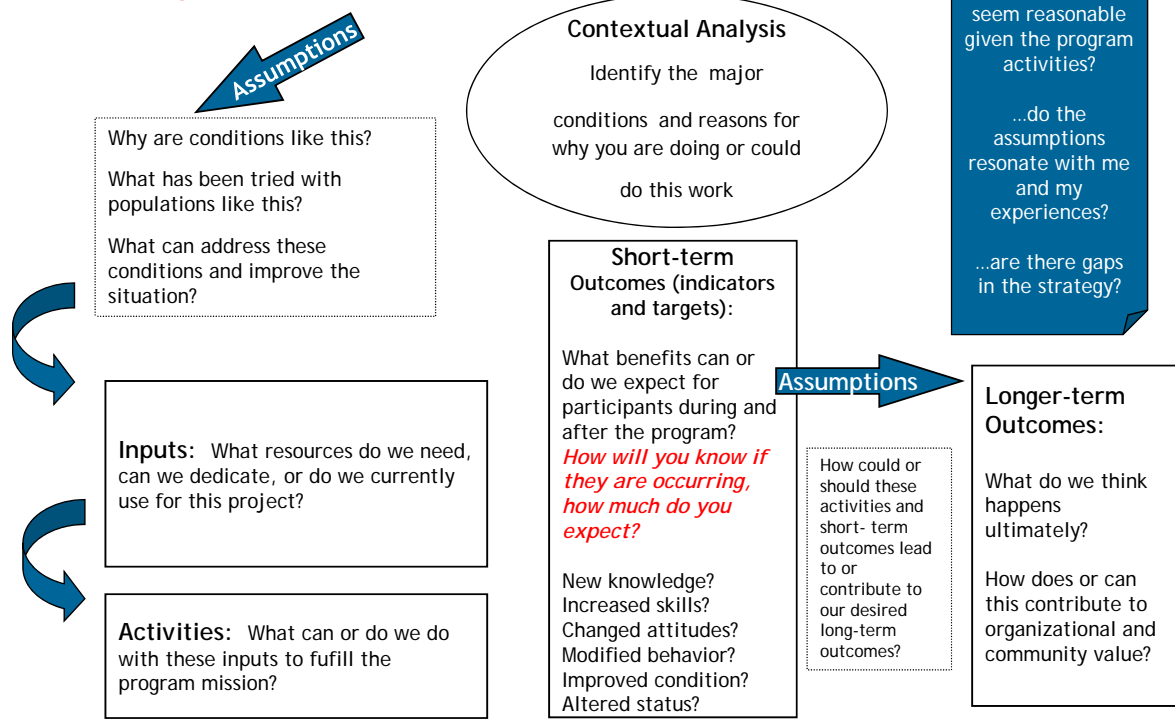 Assumptions
Contextual Analysis
Identify the major
conditions and reasons for
why you are doing or could
do this work
seem reasonable
given the program
activities?
...do the
assumptions
resonate with me
and my
experiences?
...are there gaps
in the strategy?
Why are conditions like this?
What has been tried with
populations like this?
What can address these
conditions and improve the
situation?
Inputs: What resources do we need,
can we dedicate, or do we currently
use for this project?
Activities: What can or do we do
with these inputs to fufill the
program mission?
Short-term
Outcomes (indicators
and targets):
What benefits can or
do we expect for
participants during and
after the program?
How will you know if
they are occurring,
how much do you
expect?
New knowledge?
Increased skills?
Changed attitudes?
Modified behavior?
Improved condition?
Altered status?
Assumptions
How could or
should these
activities and
short- term
outcomes lead
to or
contribute to
our desired
long-term
outcomes?
Longer-term
Outcomes:
What do we think
happens
ultimately?
How does or can
this contribute to
organizational and
community value?